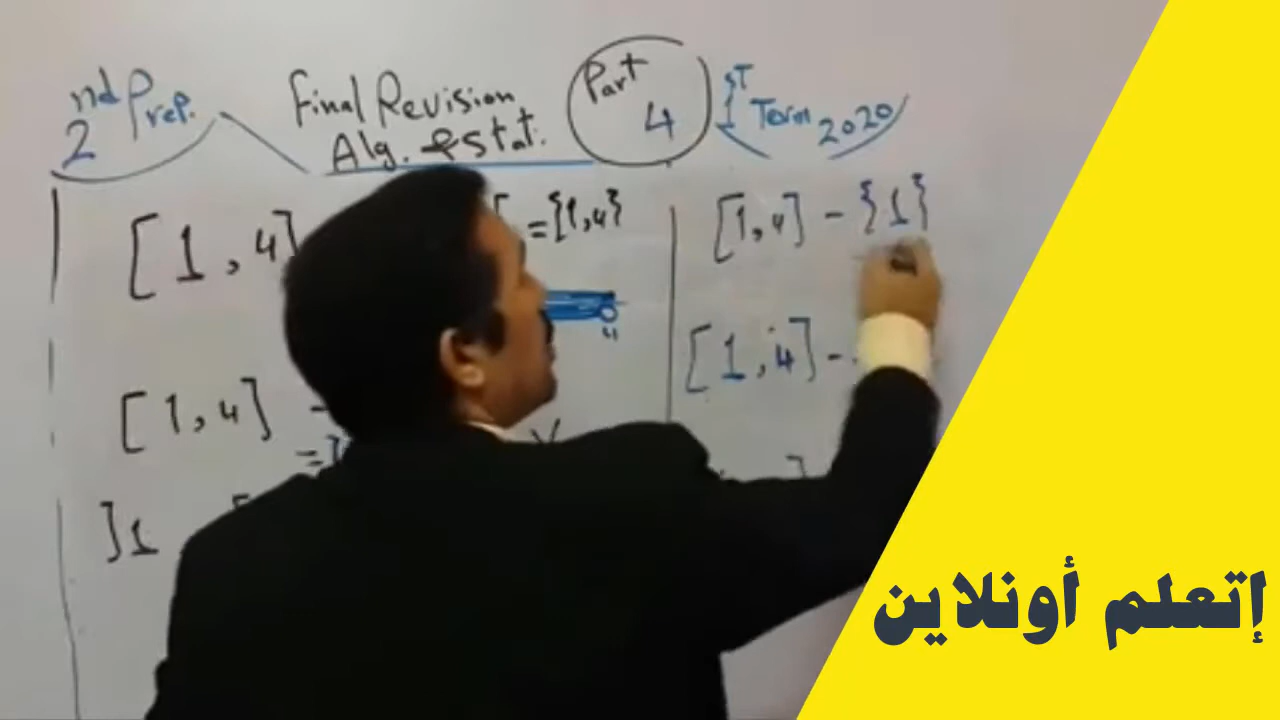 2nd Prep.
Final Revision
Alg. & Stat.
Part
4
1st Term 2020
[1, 4]
={1,4}
[1,4] - {1}
4
[1, 4] -
[1, 4] -
=
]1
إتعلم أونلاين